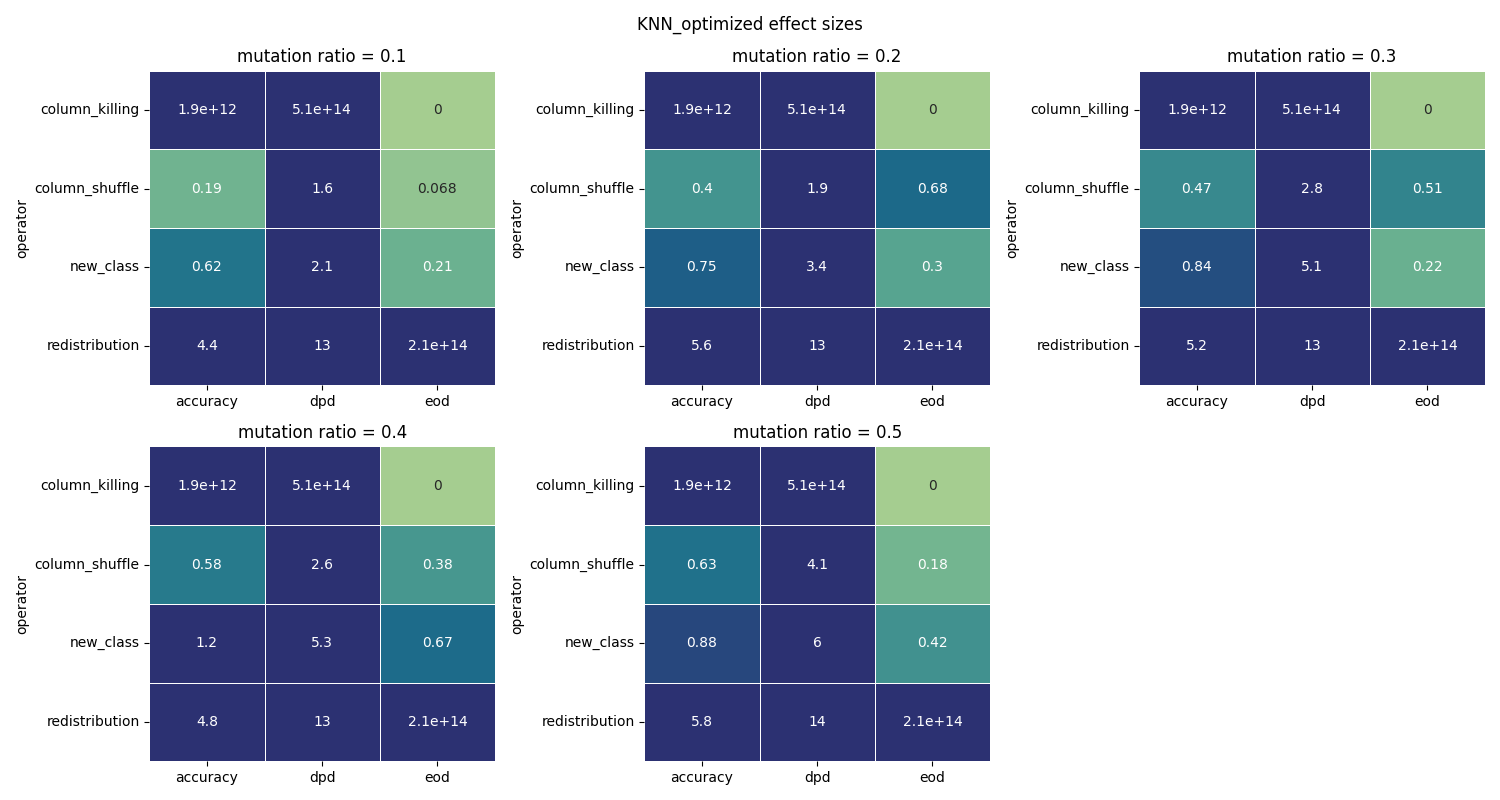 KNN_optimized effect sizes
mutation ratio = 0.1
operator
column_killing 1.9e+12 5.1e+14 0
column_shuffle 0.19 1.6 0.068
new_class 0.62 2.1 0.21
redistribution 4.4 13 2.1e+14
accuracy dpd eod
mutation ratio = 0.2
operator
column_killing 1.9e+12 5.1e+14 0
column_shuffle 0.4 1.9 0.68
new_class 0.75 3.4 0.3
redistribution 5.6 13 2.1e+14
accuracy dpd eod
mutation ratio = 0.3
operator
column_killing 1.9e+12 5.1e+14 0
column_shuffle 0.47 2.8 0.51
new_class 0.84 5.1 0.22
redistribution 5.2 13 2.1e+14
accuracy dpd eod
mutation ratio = 0.4
operator
column_killing 1.9e+12 5.1e+14 0
column_shuffle 0.58 2.6 0.38
new_class 1.2 5.3 0.67
redistribution 4.8 13 2.1e+14
accuracy dpd eod
mutation ratio = 0.5
operator
column_killing 1.9e+12 5.1e+14 0
column_shuffle 0.63 4.1 0.18
new_class 0.88 6 0.42
redistribution 5.8 14 2.1e+14
accuracy dpd eod